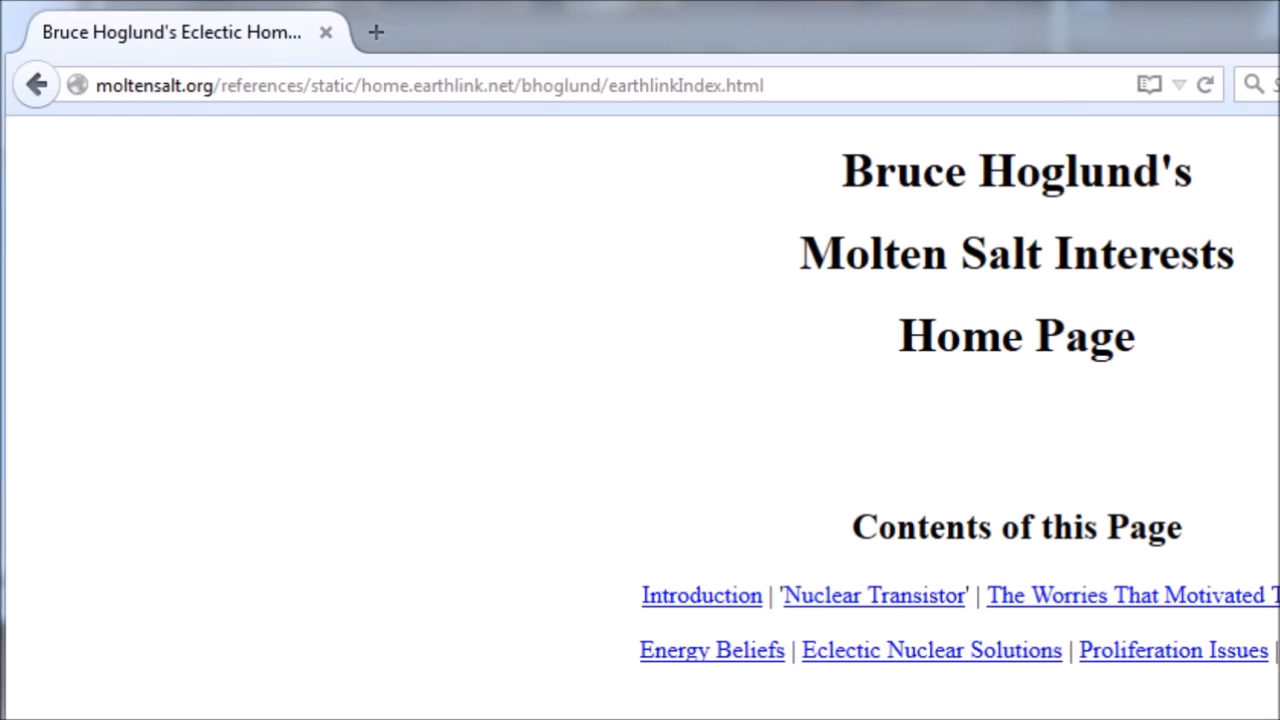 Bruce Hoglund's Eclectic Hom...
moltensalt.org/references/static/home.earthlink.net/bhoglund/earthlinkIndex.html
Bruce Hoglund's
Molten Salt Interests
Home Page
Contents of this Page
Introduction | 'Nuclear Transistor' | The Worries That Motivated
Energy Beliefs | Eclectic Nuclear Solutions | Proliferation Issues |